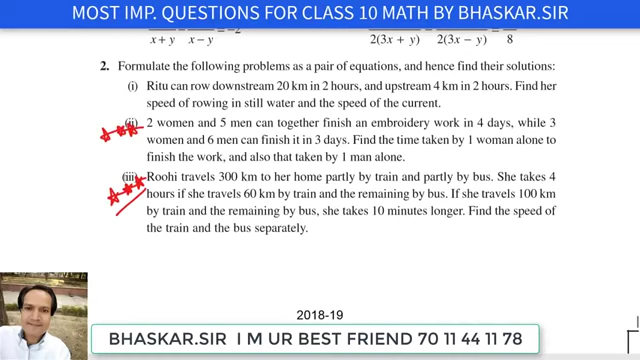 MOST IMP. QUESTIONS FOR CLASS 10 MATH BY BHASKAR.SIR
x + y x – y –2 2(3x + y) 2(3x – y) 8
2. Formulate the following problems as a pair of equations, and hence find their solutions:
(i) Ritu can row downstream 20 km in 2 hours, and upstream 4 km in 2 hours. Find her
speed of rowing in still water and the speed of the current.
(ii) 2 women and 5 men can together finish an embroidery work in 4 days, while 3
women and 6 men can finish it in 3 days. Find the time taken by 1 woman alone to
finish the work, and also that taken by 1 man alone.
(iii) Roohi travels 300 km to her home partly by train and partly by bus. She takes 4
hours if she travels 60 km by train and the remaining by bus. If she travels 100 km
by train and the remaining by bus, she takes 10 minutes longer. Find the speed of
the train and the bus separately.
2018-19
BHASKAR.SIR I M UR BEST FRIEND 70 11 44 11 78